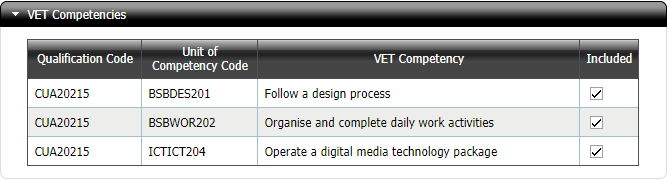 VET Competencies
Qualification Code Unit of Competency Code VET Competency Included
CUA20215 BSBDES201 Follow a design process
CUA20215 BSBWOR202 Organise and complete daily work activities
CUA20215 ICTICT204 Operate a digital media technology package